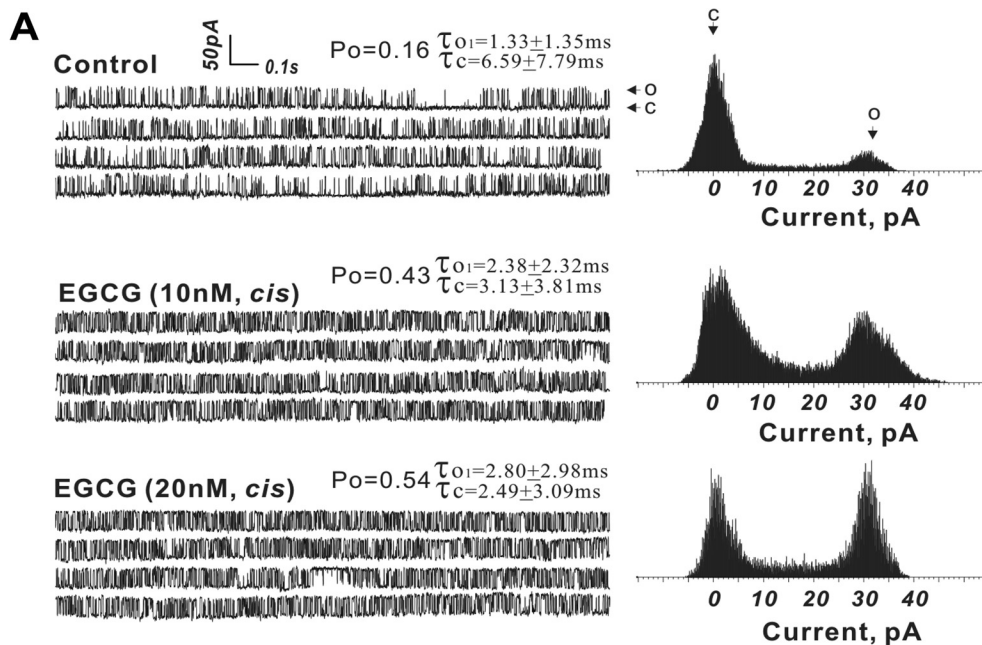 A
Control
50pA
0.1s
Po=0.16
τo1=1.33±1.35ms
τc=6.59±7.79ms
O
C
C
O
0 10 20 30 40
Current, pA
EGCG (10nM, cis)
Po=0.43
τo1=2.38±2.32ms
τc=3.13±3.81ms
0 10 20 30 40
Current, pA
EGCG (20nM, cis)
Po=0.54
τo1=2.80±2.98ms
τc=2.49±3.09ms
0 10 20 30 40
Current, pA